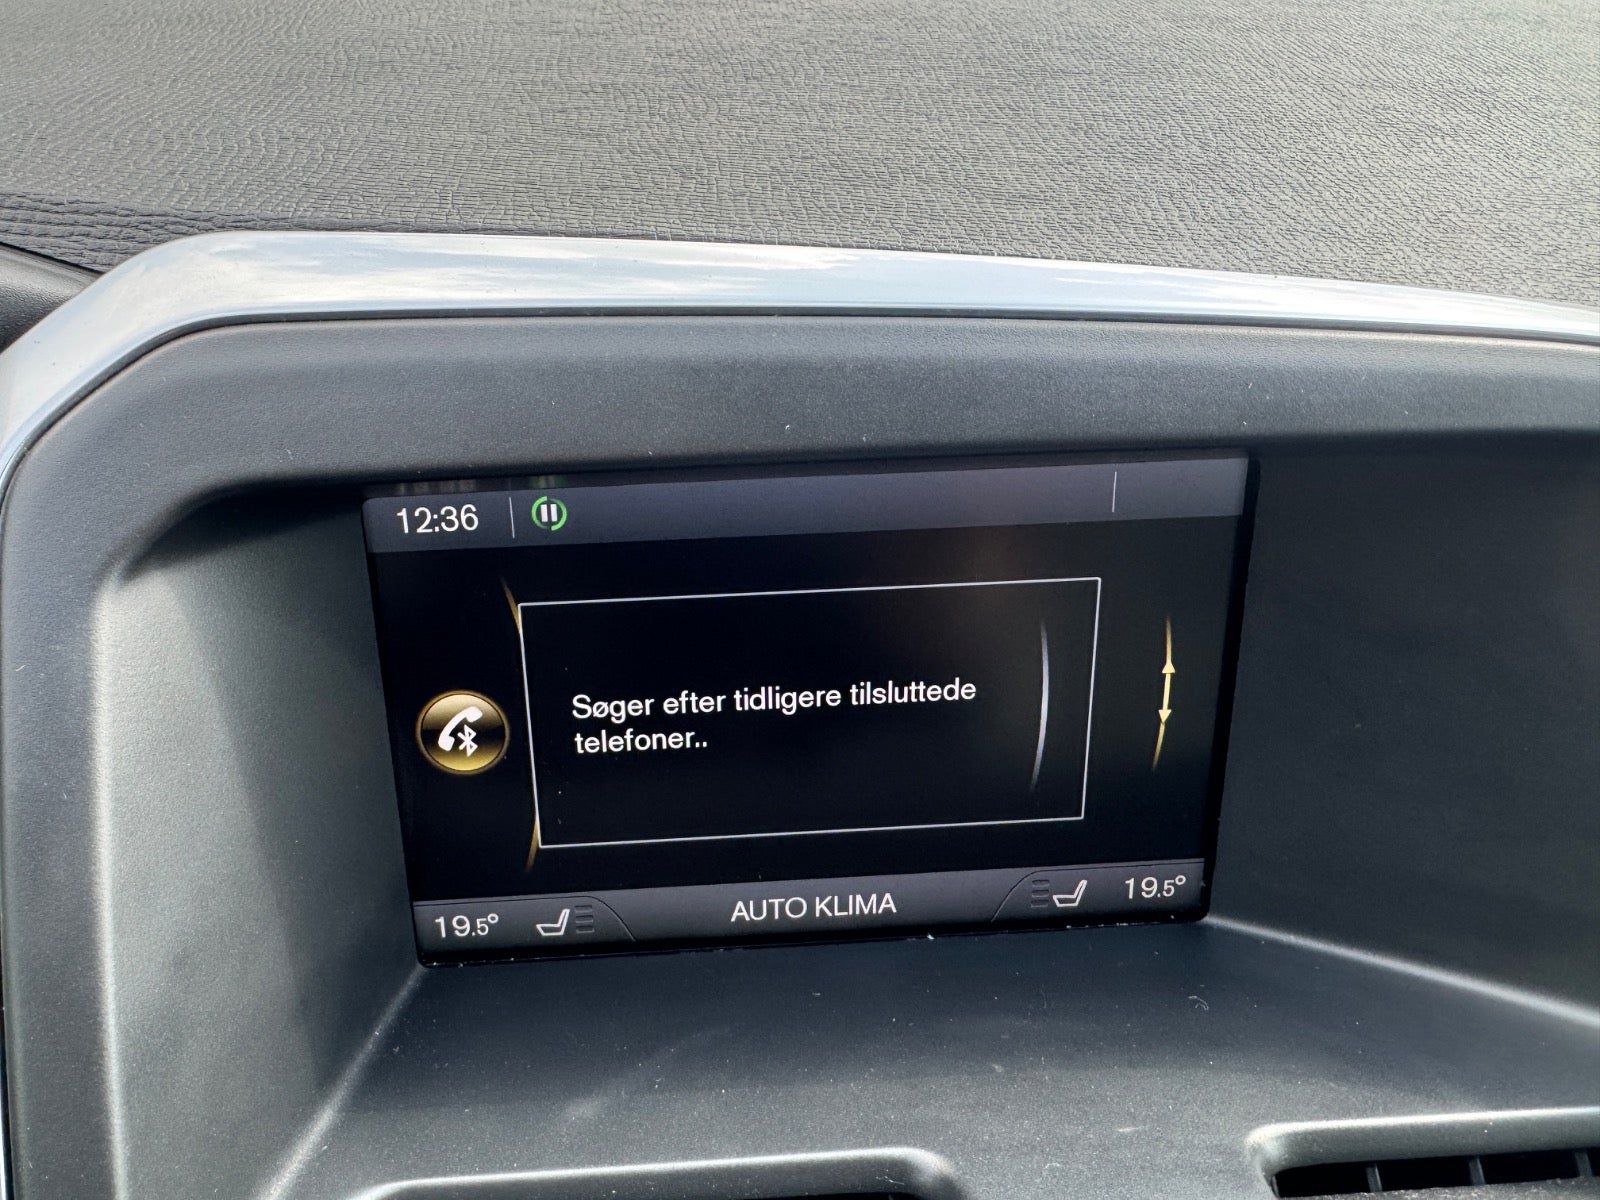 12:36
Søger efter tidligere tilsluttede
telefoner..
19.5° AUTO KLIMA 19.5°